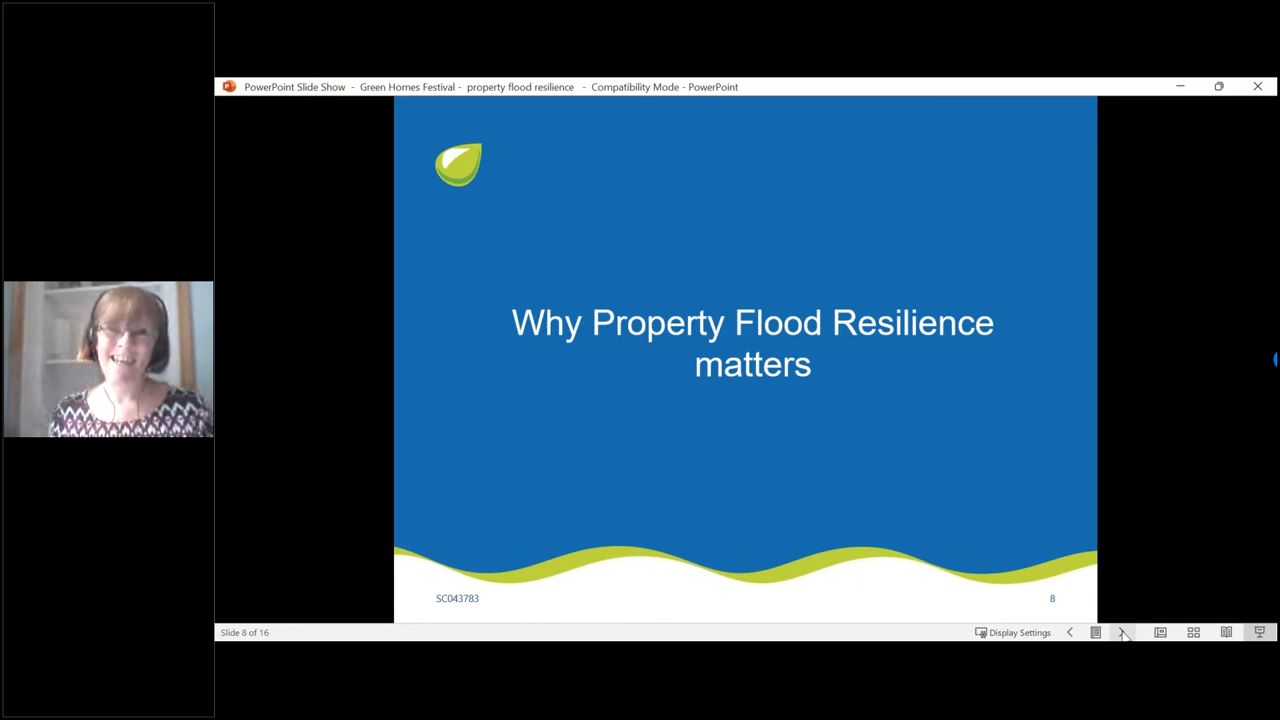 PowerPoint Slide Show - Green Homes Festival - property flood resilience - Compatibility Mode - PowerPoint
Why Property Flood Resilience
matters
SC043783
8
Slide 8 of 16
Display Settings